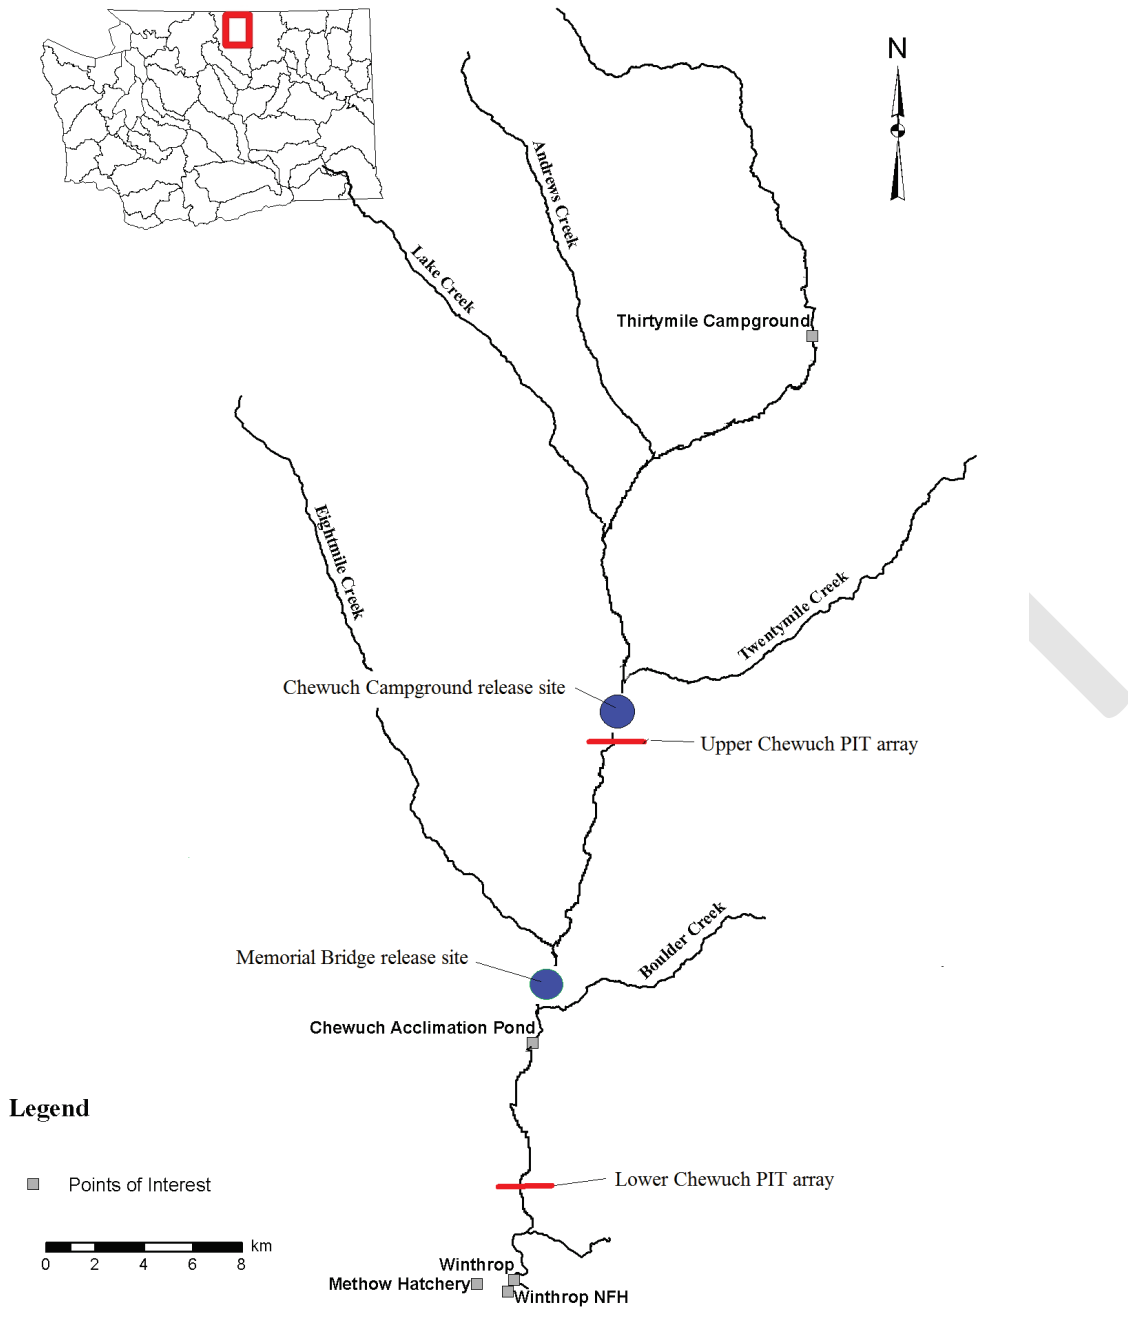 N
Andrews Creek
Lake Creek
Thirtymile Campground
Eightmile Creek
Twentymile Creek
Chewuch Campground release site
Upper Chewuch PIT array
Boulder Creek
Memorial Bridge release site
Chewuch Acclimation Pond
Legend
Points of Interest
Lower Chewuch PIT array
km
0 2 4 6 8
Winthrop
Methow Hatchery
Winthrop NFH